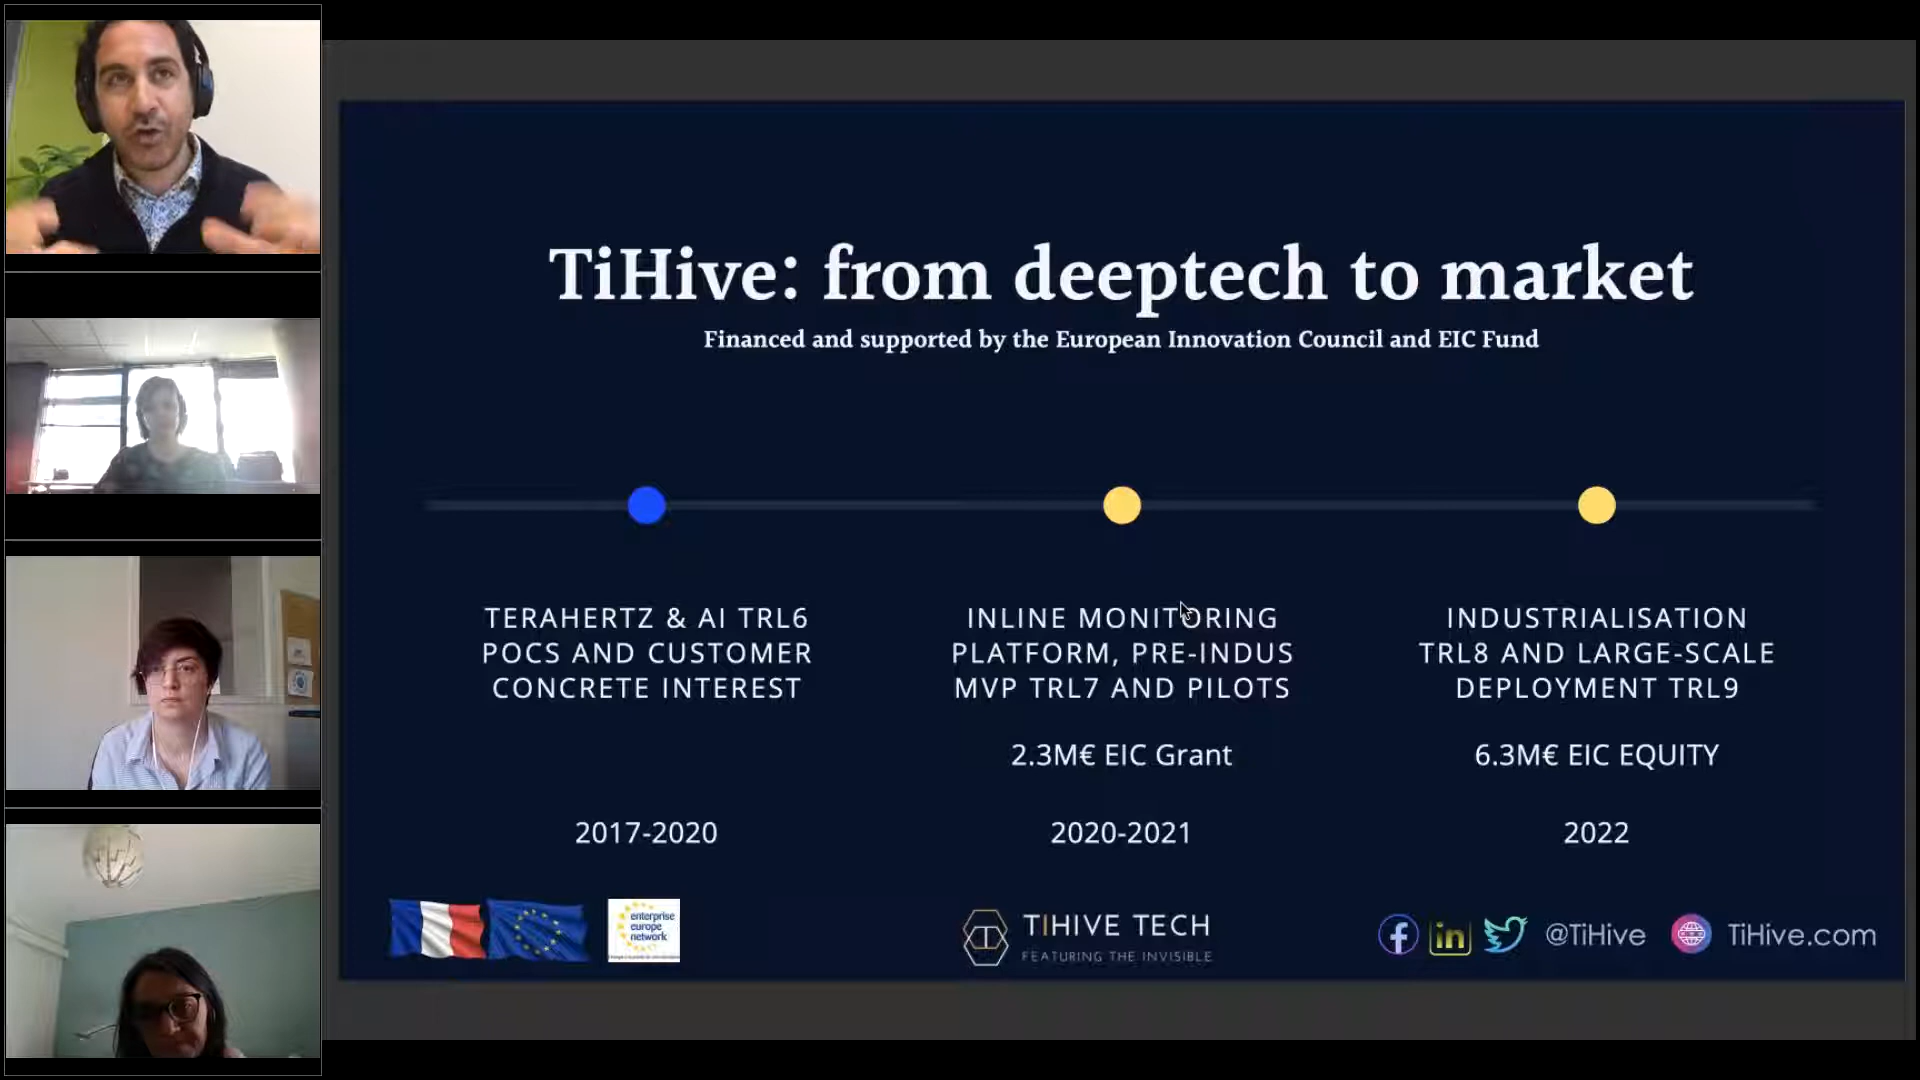 TiHive: from deeptech to market
Financed and supported by the European Innovation Council and EIC Fund
TERAHERTZ & AI TRL6
POCS AND CUSTOMER
CONCRETE INTEREST
2017-2020
INLINE MONITORING
PLATFORM, PRE-INDUS
MVP TRL7 AND PILOTS
2.3M€ EIC Grant
2020-2021
INDUSTRIALISATION
TRL8 AND LARGE-SCALE
DEPLOYMENT TRL9
6.3M€ EIC EQUITY
2022
enterprise
europe
network
TIHIVE TECH
FEATURING THE INVISIBLE
f
in
@TiHive
TiHive.com